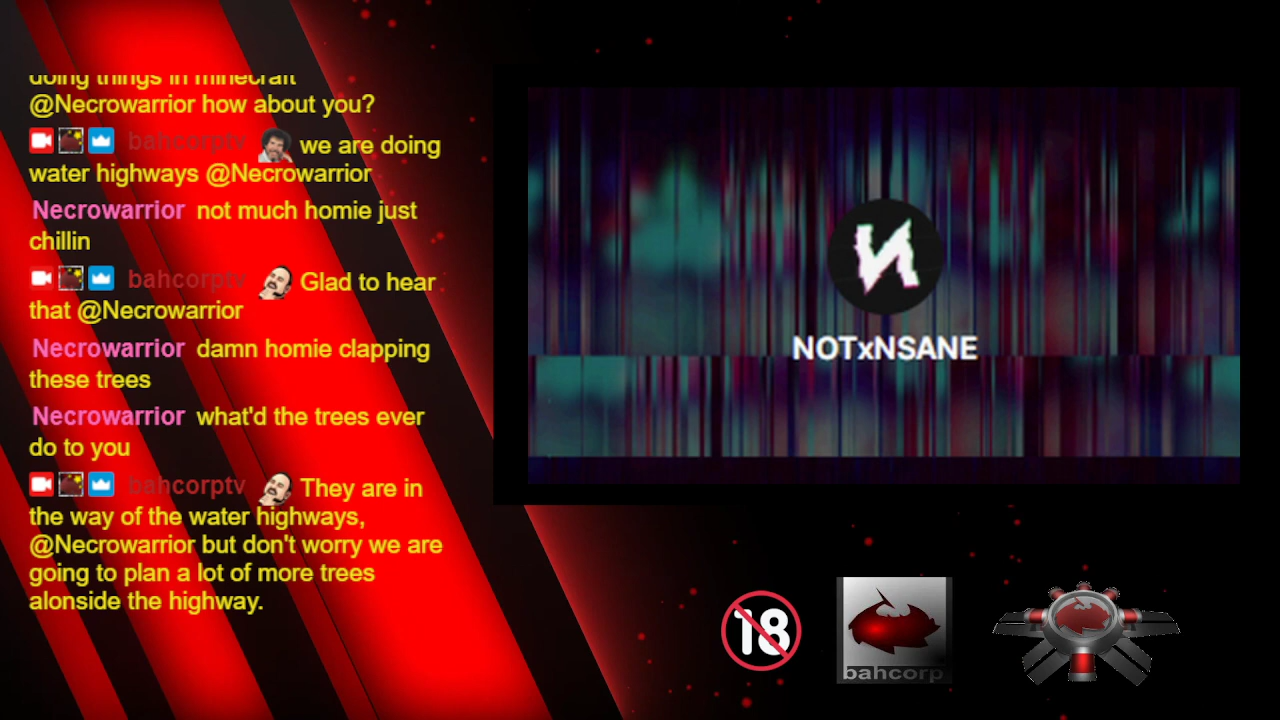 doing things in minecraft
@Necrowarrior how about you?
bahcorptv we are doing
water highways @Necrowarrior
Necrowarrior not much homie just
chillin
bahcorptv Glad to hear
that @Necrowarrior
Necrowarrior damn homie clapping
these trees
Necrowarrior what'd the trees ever
do to you
bahcorptv They are in
the way of the water highways,
@Necrowarrior but don't worry we are
going to plan a lot of more trees
alonside the highway.
N
NOTxNSANE
18
bahcorp